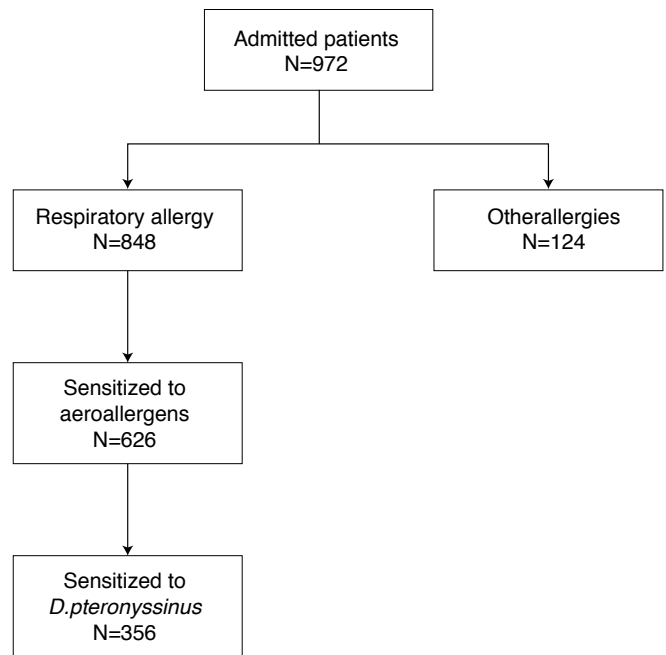 Admitted patients
N=972
Respiratory allergy
N=848
Otherallergies
N=124
Sensitized to
aeroallergens
N=626
Sensitized to
D.pteronyssinus
N=356